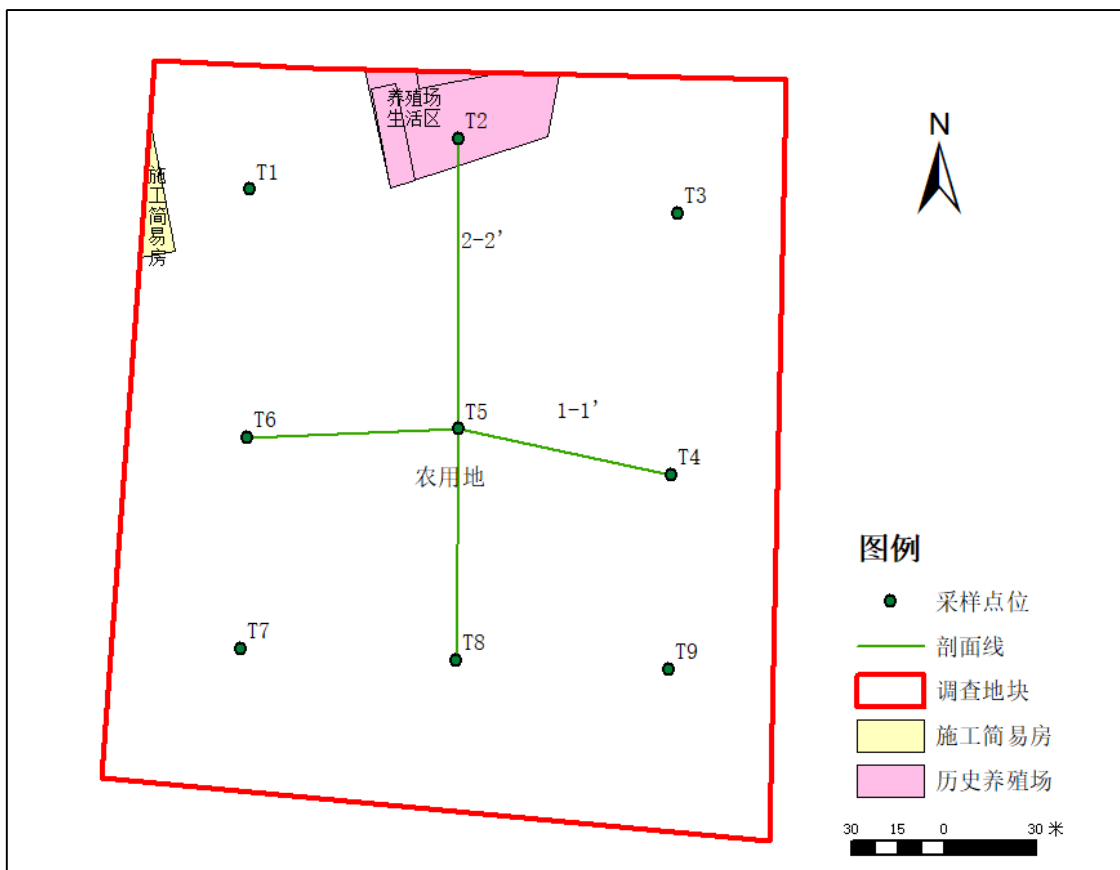 养殖场
生活区
T2
N
T1
施工简易房
T3
2-2'
T6
T5
1-1'
T4
农用地
T7
T8
T9
图例
采样点位
剖面线
调查地块
施工简易房
历史养殖场
30 15 0 30 米